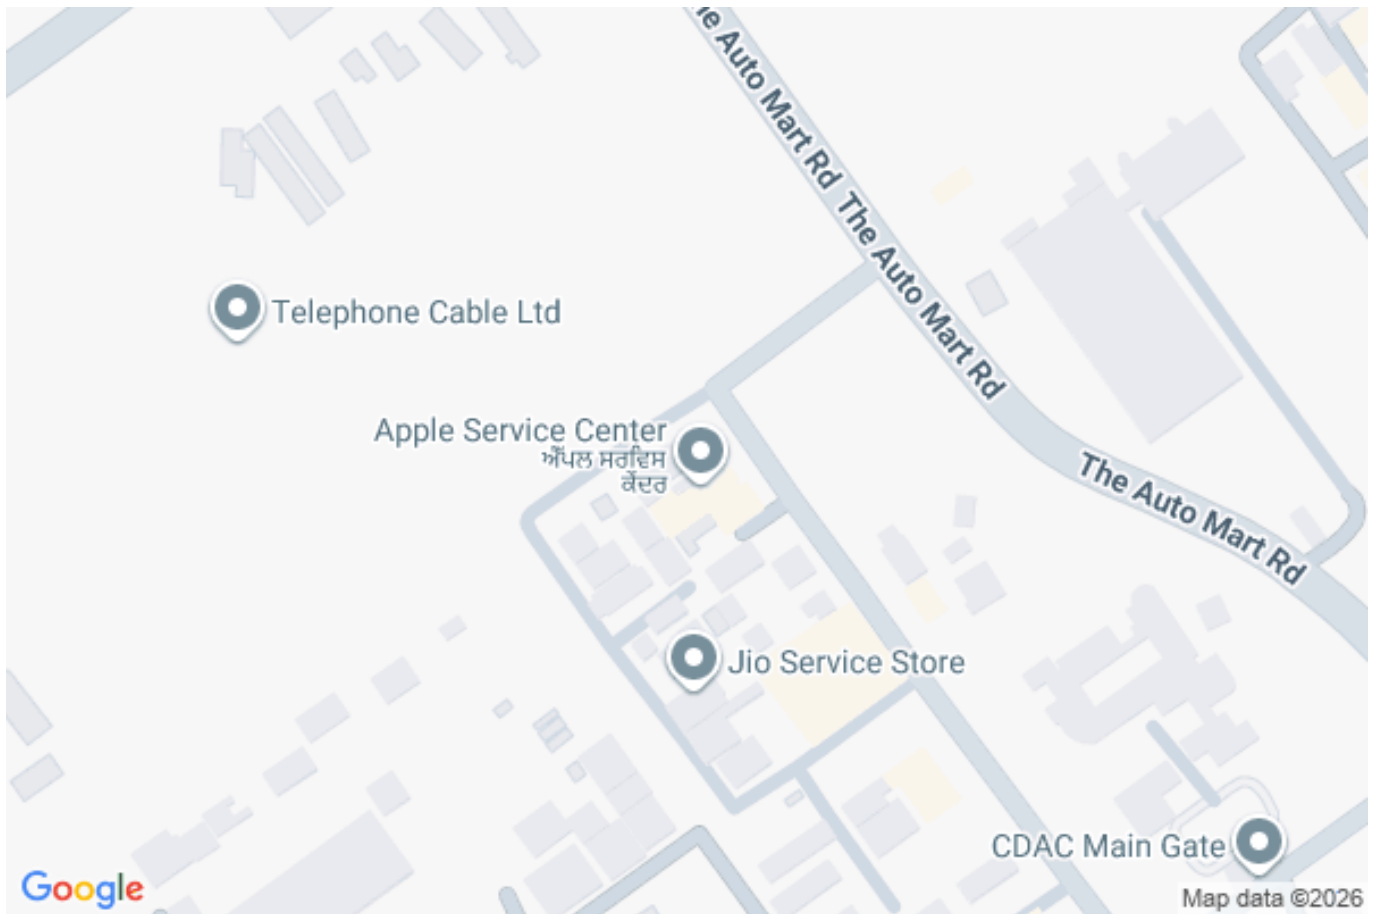 The Auto Mart Rd
The Auto Mart Rd
Telephone Cable Ltd
Apple Service Center
ਐੱਪਲ ਸਰਵਿਸ
ਕੇਂਦਰ
The Auto Mart Rd
Jio Service Store
CDAC Main Gate
Google
Map data ©2026